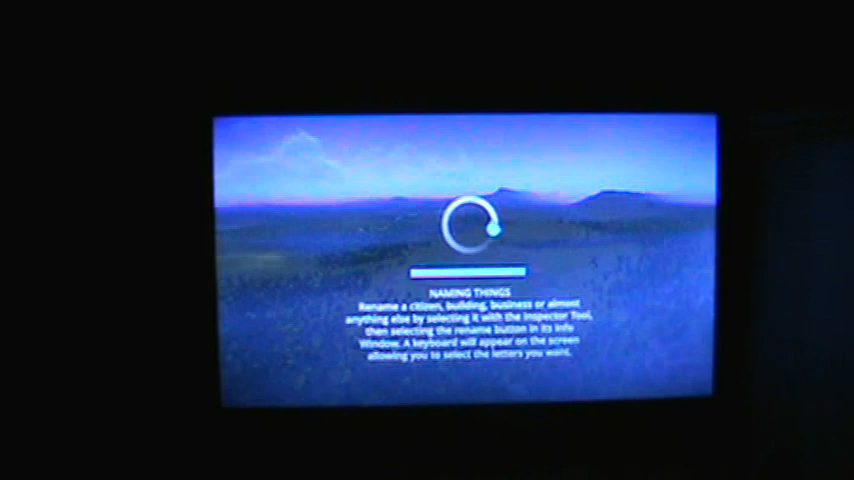 NAMING THINGS
Rename a citizen, building, business or almost
anything else by selecting it with the Inspector Tool,
then selecting the rename button in its Info
Window. A keyboard will appear on the screen
allowing you to select the letters you want.